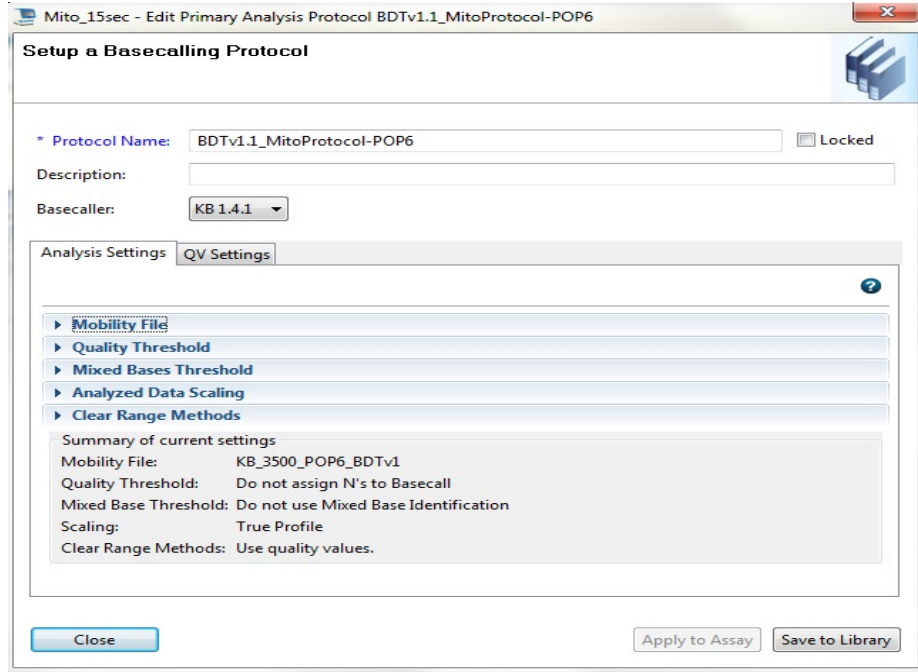 Mito_15sec - Edit Primary Analysis Protocol BDTv1.1_MitoProtocol-POP6
Setup a Basecalling Protocol
* Protocol Name: BDTv1.1_MitoProtocol-POP6 Locked
Description:
Basecaller: KB 1.4.1
Analysis Settings QV Settings
?
Mobility File
Quality Threshold
Mixed Bases Threshold
Analyzed Data Scaling
Clear Range Methods
Summary of current settings
Mobility File: KB_3500_POP6_BDTv1
Quality Threshold: Do not assign N's to Basecall
Mixed Base Threshold: Do not use Mixed Base Identification
Scaling: True Profile
Clear Range Methods: Use quality values.
Close Apply to Assay Save to Library